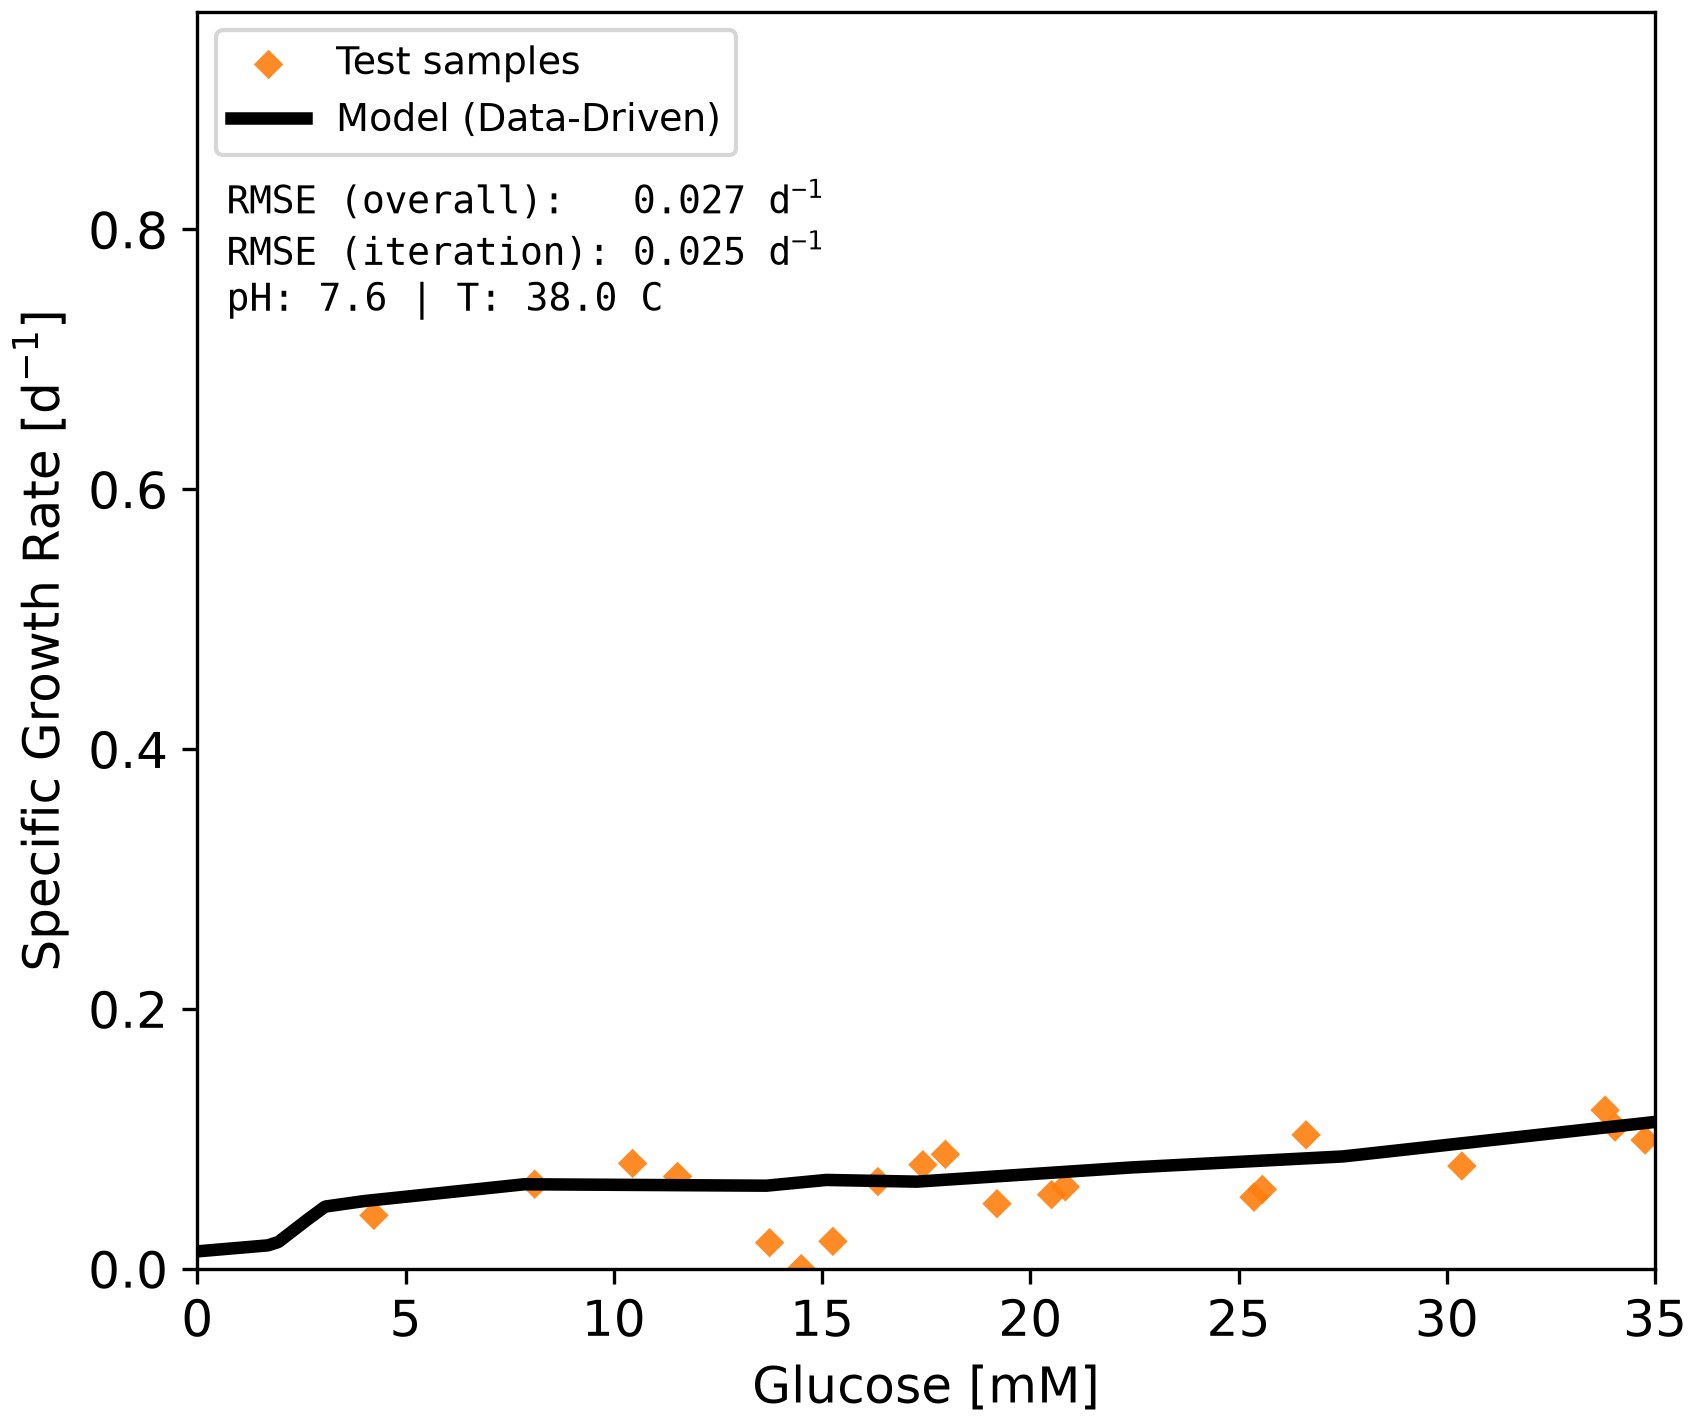 Test samples
Model (Data-Driven)
RMSE (overall):   0.027 d⁻¹
RMSE (iteration): 0.025 d⁻¹
pH: 7.6 | T: 38.0 C
Specific Growth Rate [d⁻¹]
0.8
0.6
0.4
0.2
0.0
0 5 10 15 20 25 30 35
Glucose [mM]